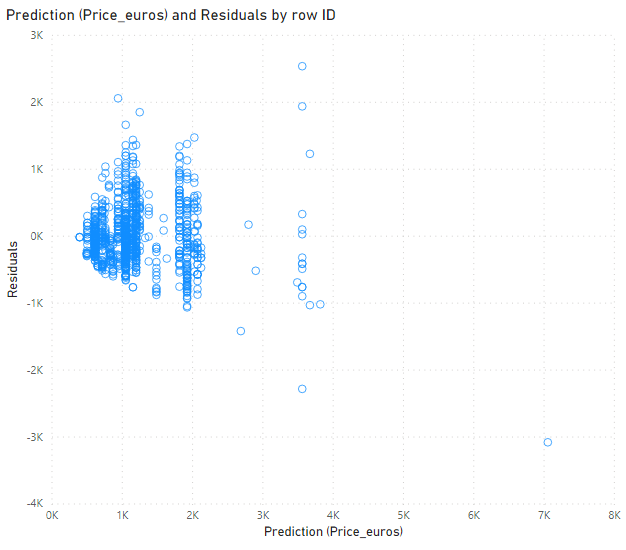 Prediction (Price_euros) and Residuals by row ID
3K
2K
1K
0K
-1K
-2K
-3K
-4K
Residuals
0K 1K 2K 3K 4K 5K 6K 7K 8K
Prediction (Price_euros)